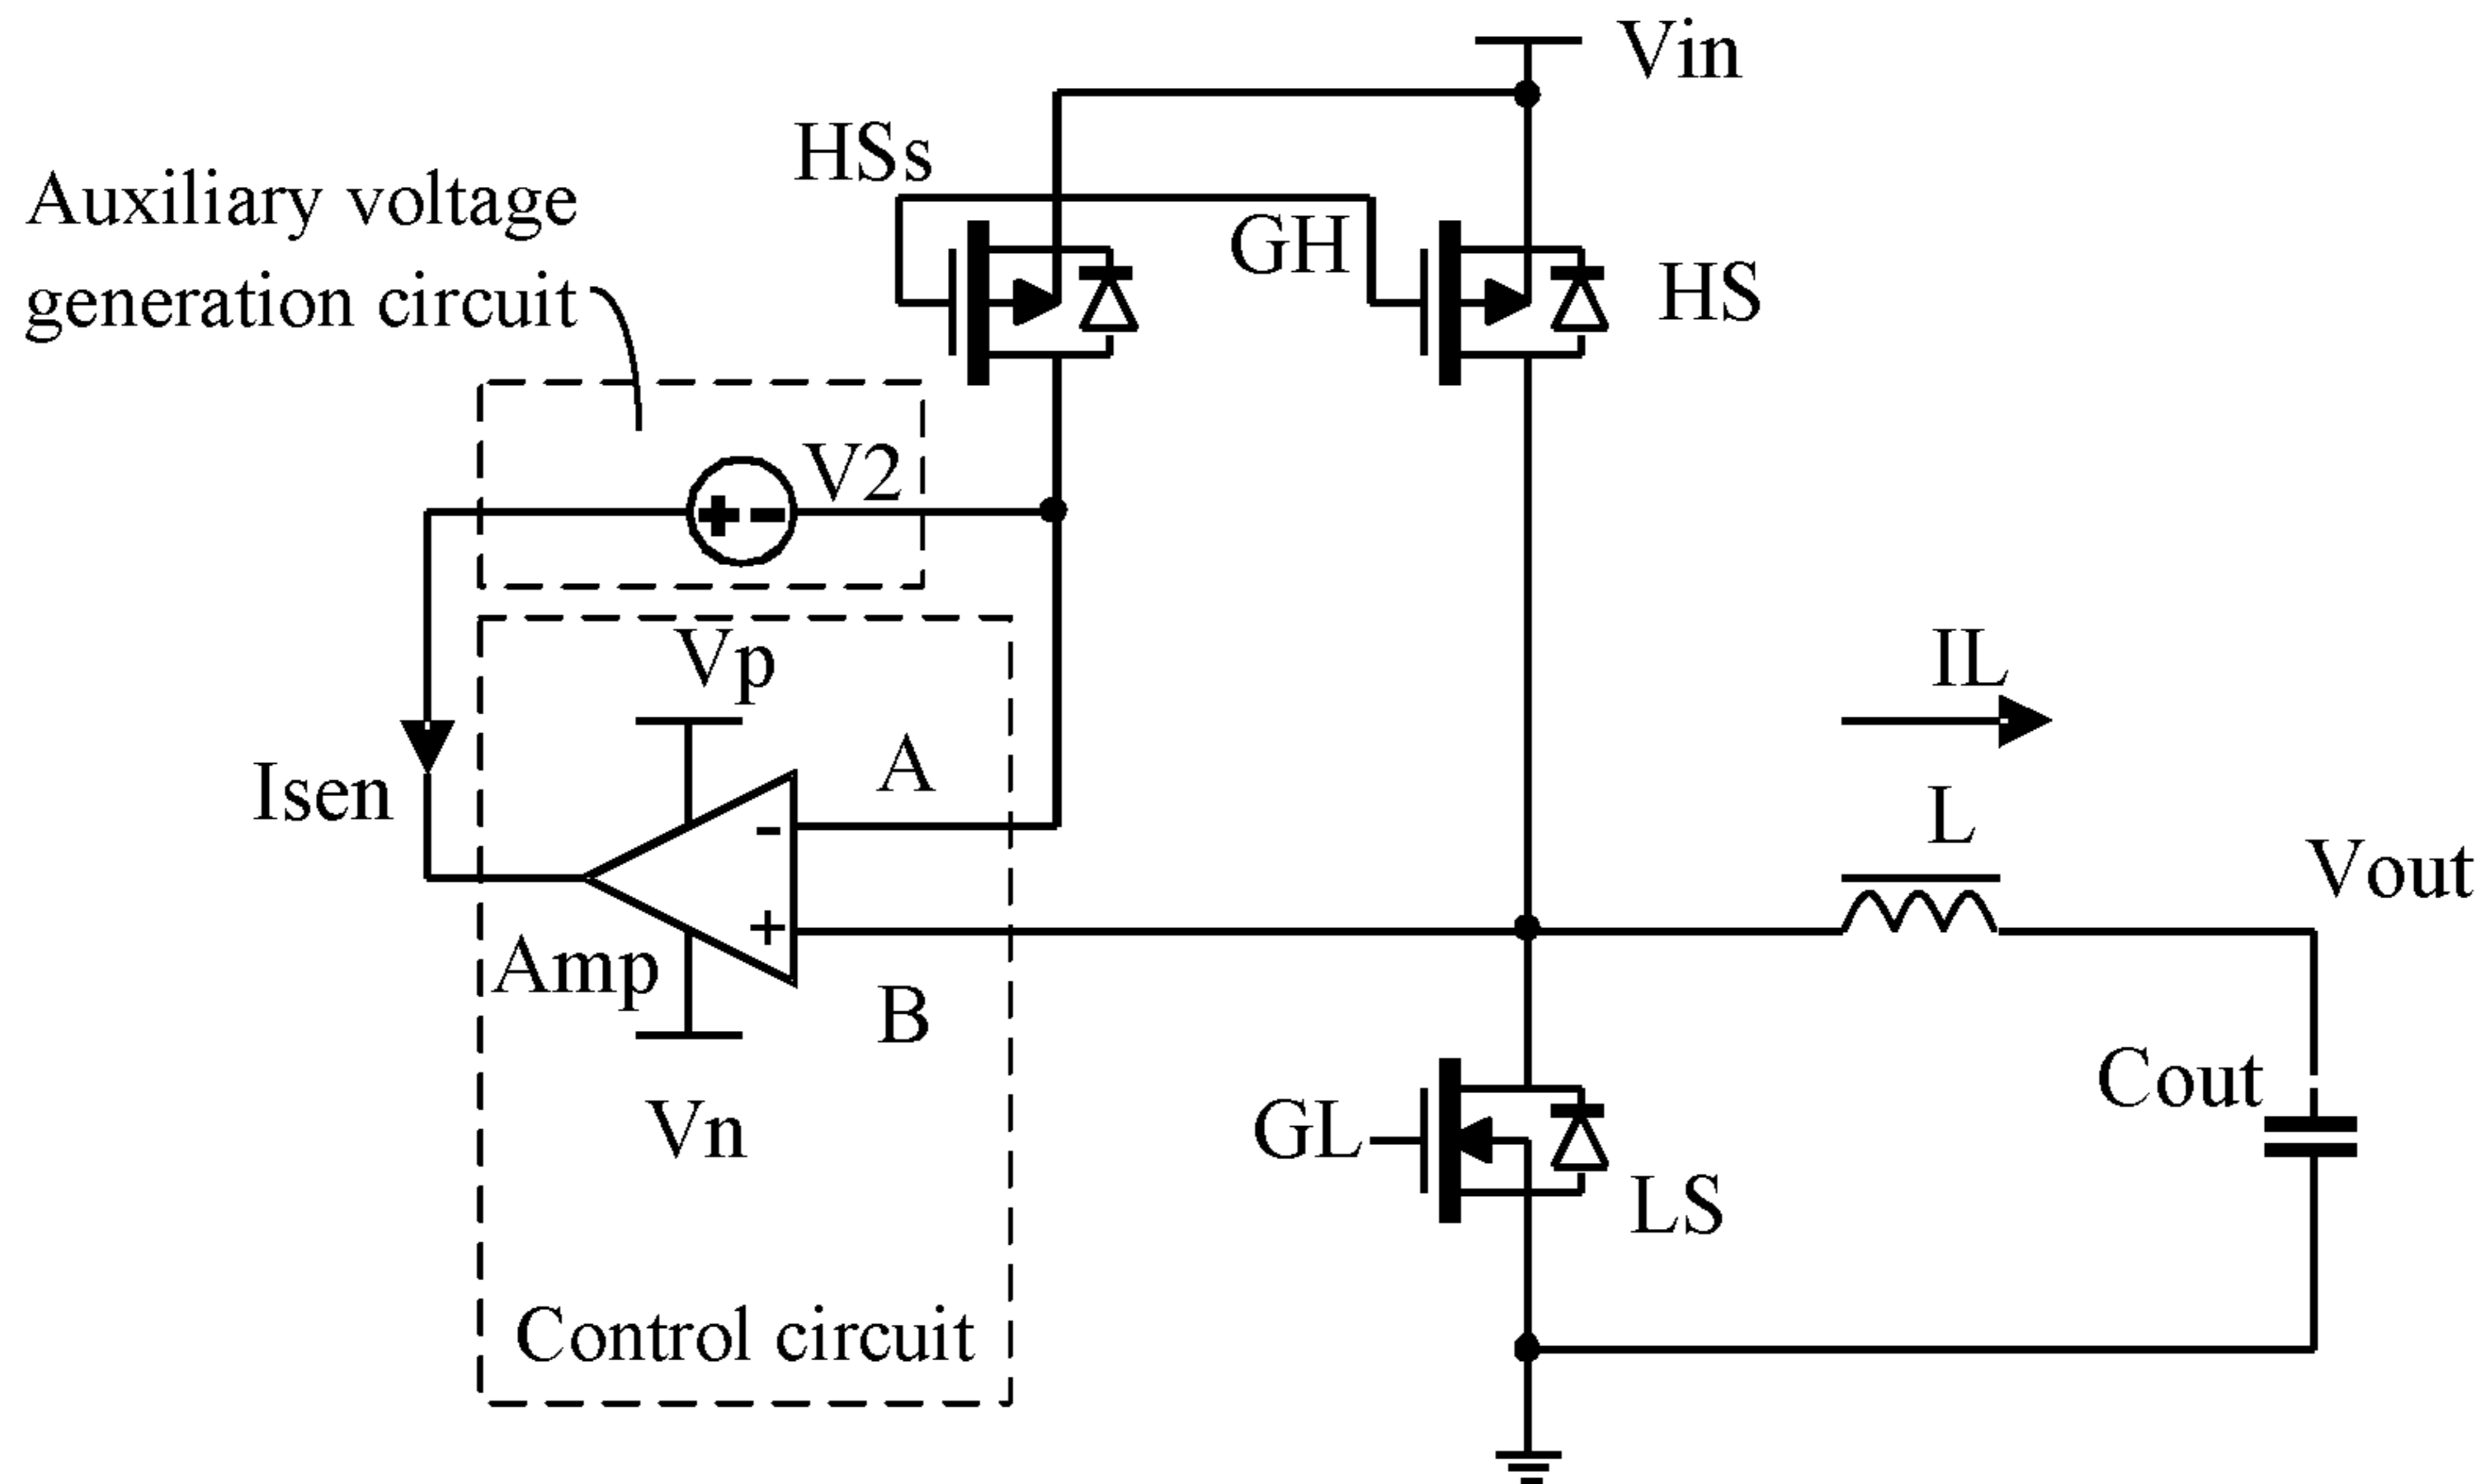 Vin
HSs
Auxiliary voltage
generation circuit
GH
HS
V2
+ -
Vp
IL
A
Isen
L
-
Vout
+
Amp
B
Cout
Vn
GL
LS
Control circuit